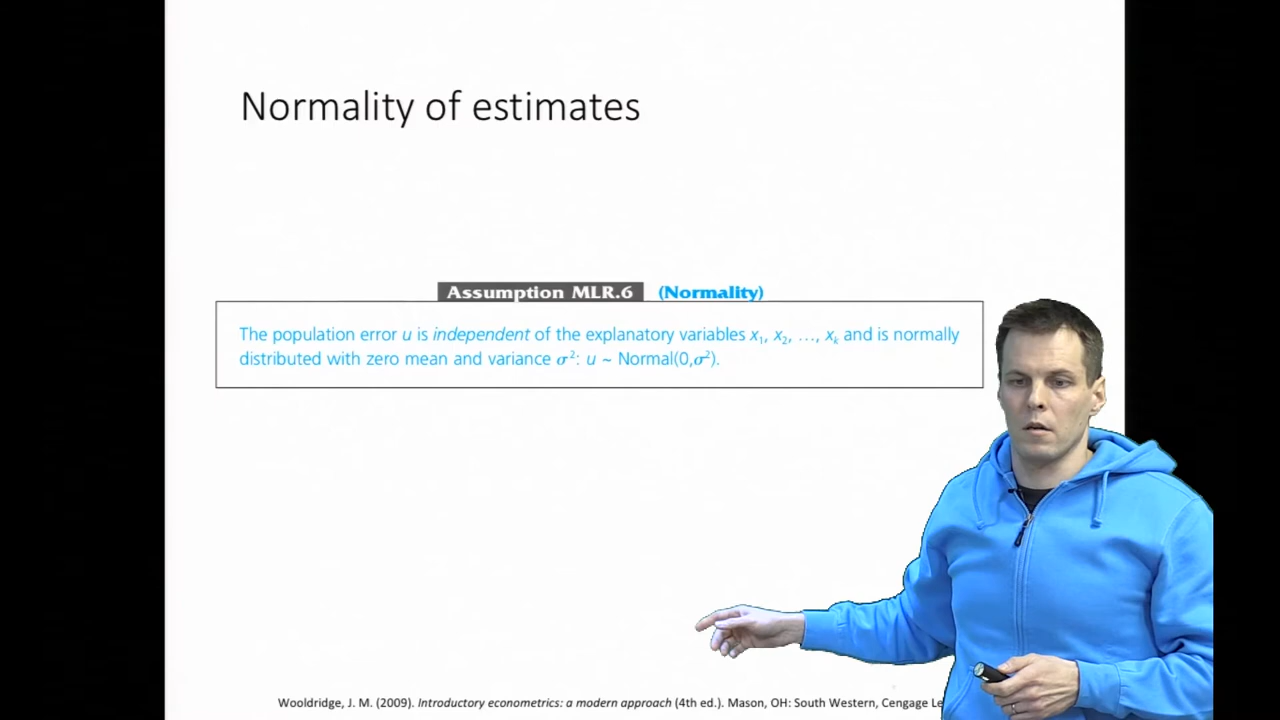 Normality of estimates
Assumption MLR.6 (Normality)
The population error u is independent of the explanatory variables x₁, x₂, …, xₖ and is normally
distributed with zero mean and variance σ²: u ~ Normal(0,σ²).
Wooldridge, J. M. (2009). Introductory econometrics: a modern approach (4th ed.). Mason, OH: South Western, Cengage Le